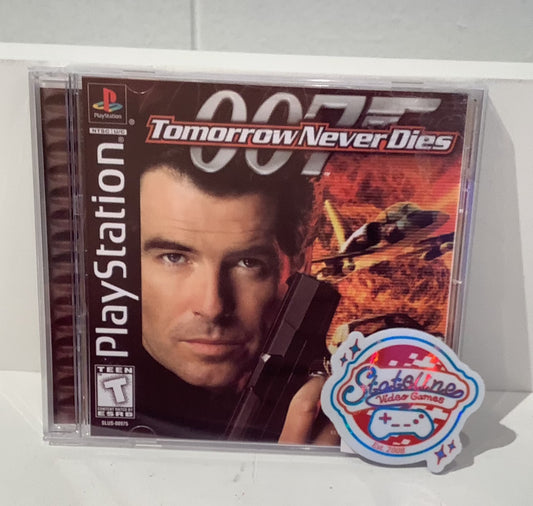 PlayStation
NTSC U/C
PlayStation
007
Tomorrow Never Dies
TEEN
T
CONTENT RATED BY
ESRB
SLUS-00975
Stateline
Video Games
Est. 2008